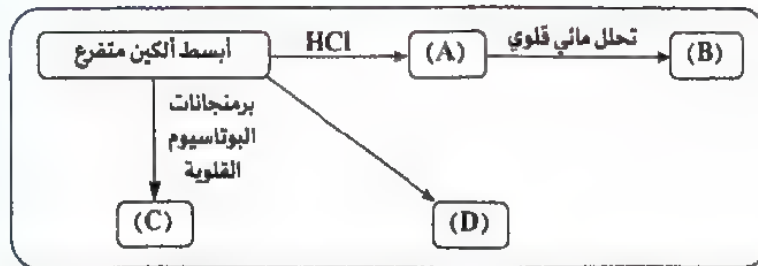 أبسط ألكين متفرع
HCl
(A)
تحلل مائي قلوي
(B)
برمنجانات
البوتاسيوم
القلوية
(C)
(D)